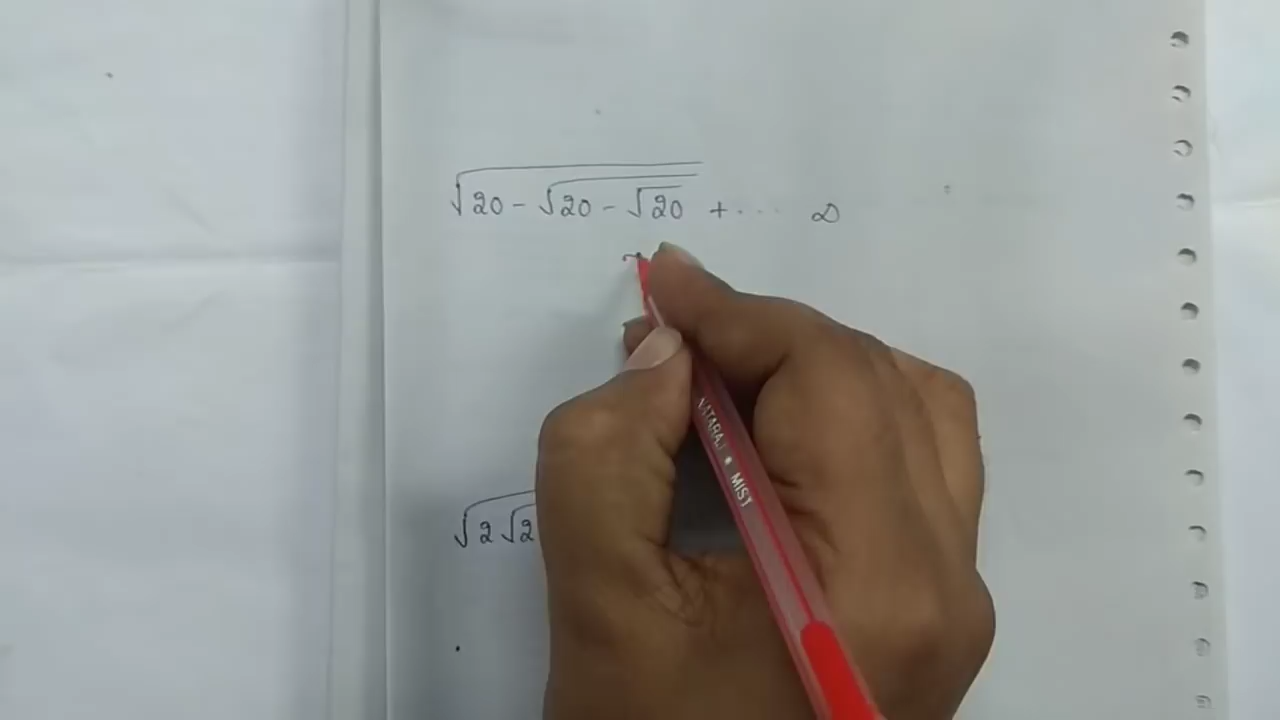 √20 - √20 - √20 + ... ∞
√2√2
NATARAJ * MIST